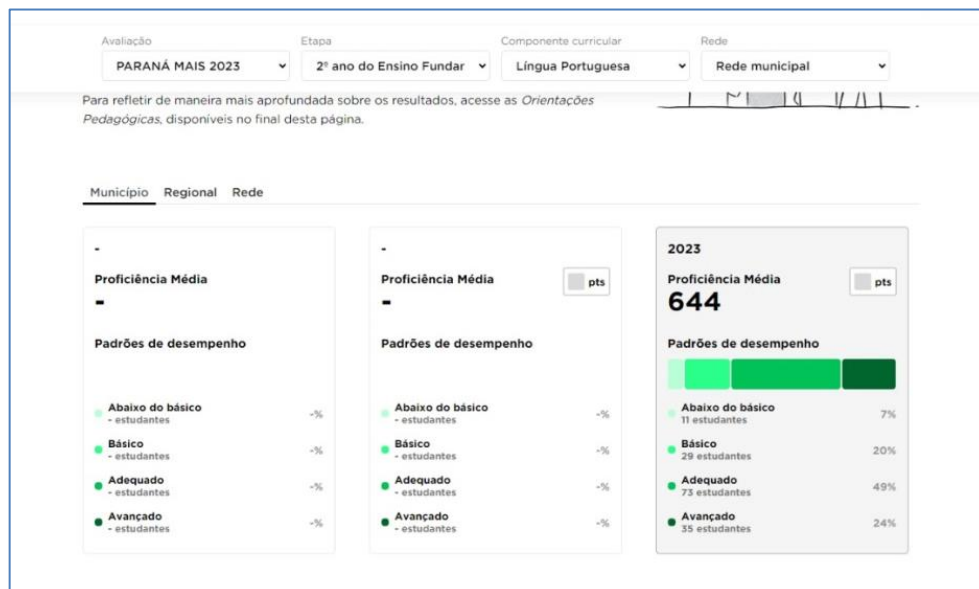 Avaliação
Etapa
Componente curricular
Rede
PARANÁ MAIS 2023
2º ano do Ensino Fundar
Língua Portuguesa
Rede municipal
Para refletir de maneira mais aprofundada sobre os resultados, acesse as Orientações
Pedagógicas, disponíveis no final desta página.
Município Regional Rede
-
Proficiência Média
-
Padrões de desempenho
Abaixo do básico
- estudantes
-%
Básico
- estudantes
-%
Adequado
- estudantes
-%
Avançado
- estudantes
-%
-
Proficiência Média
pts
-
Padrões de desempenho
Abaixo do básico
- estudantes
-%
Básico
- estudantes
-%
Adequado
- estudantes
-%
Avançado
- estudantes
-%
2023
Proficiência Média
pts
644
Padrões de desempenho
Abaixo do básico
11 estudantes
7%
Básico
29 estudantes
20%
Adequado
73 estudantes
49%
Avançado
35 estudantes
24%